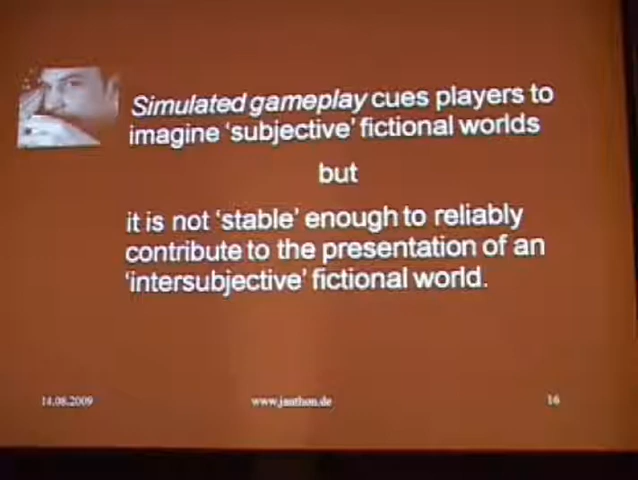 Simulated gameplay cues players to
imagine 'subjective' fictional worlds
but
it is not 'stable' enough to reliably
contribute to the presentation of an
'intersubjective' fictional world.
14.08.2009
www.janthon.de
16